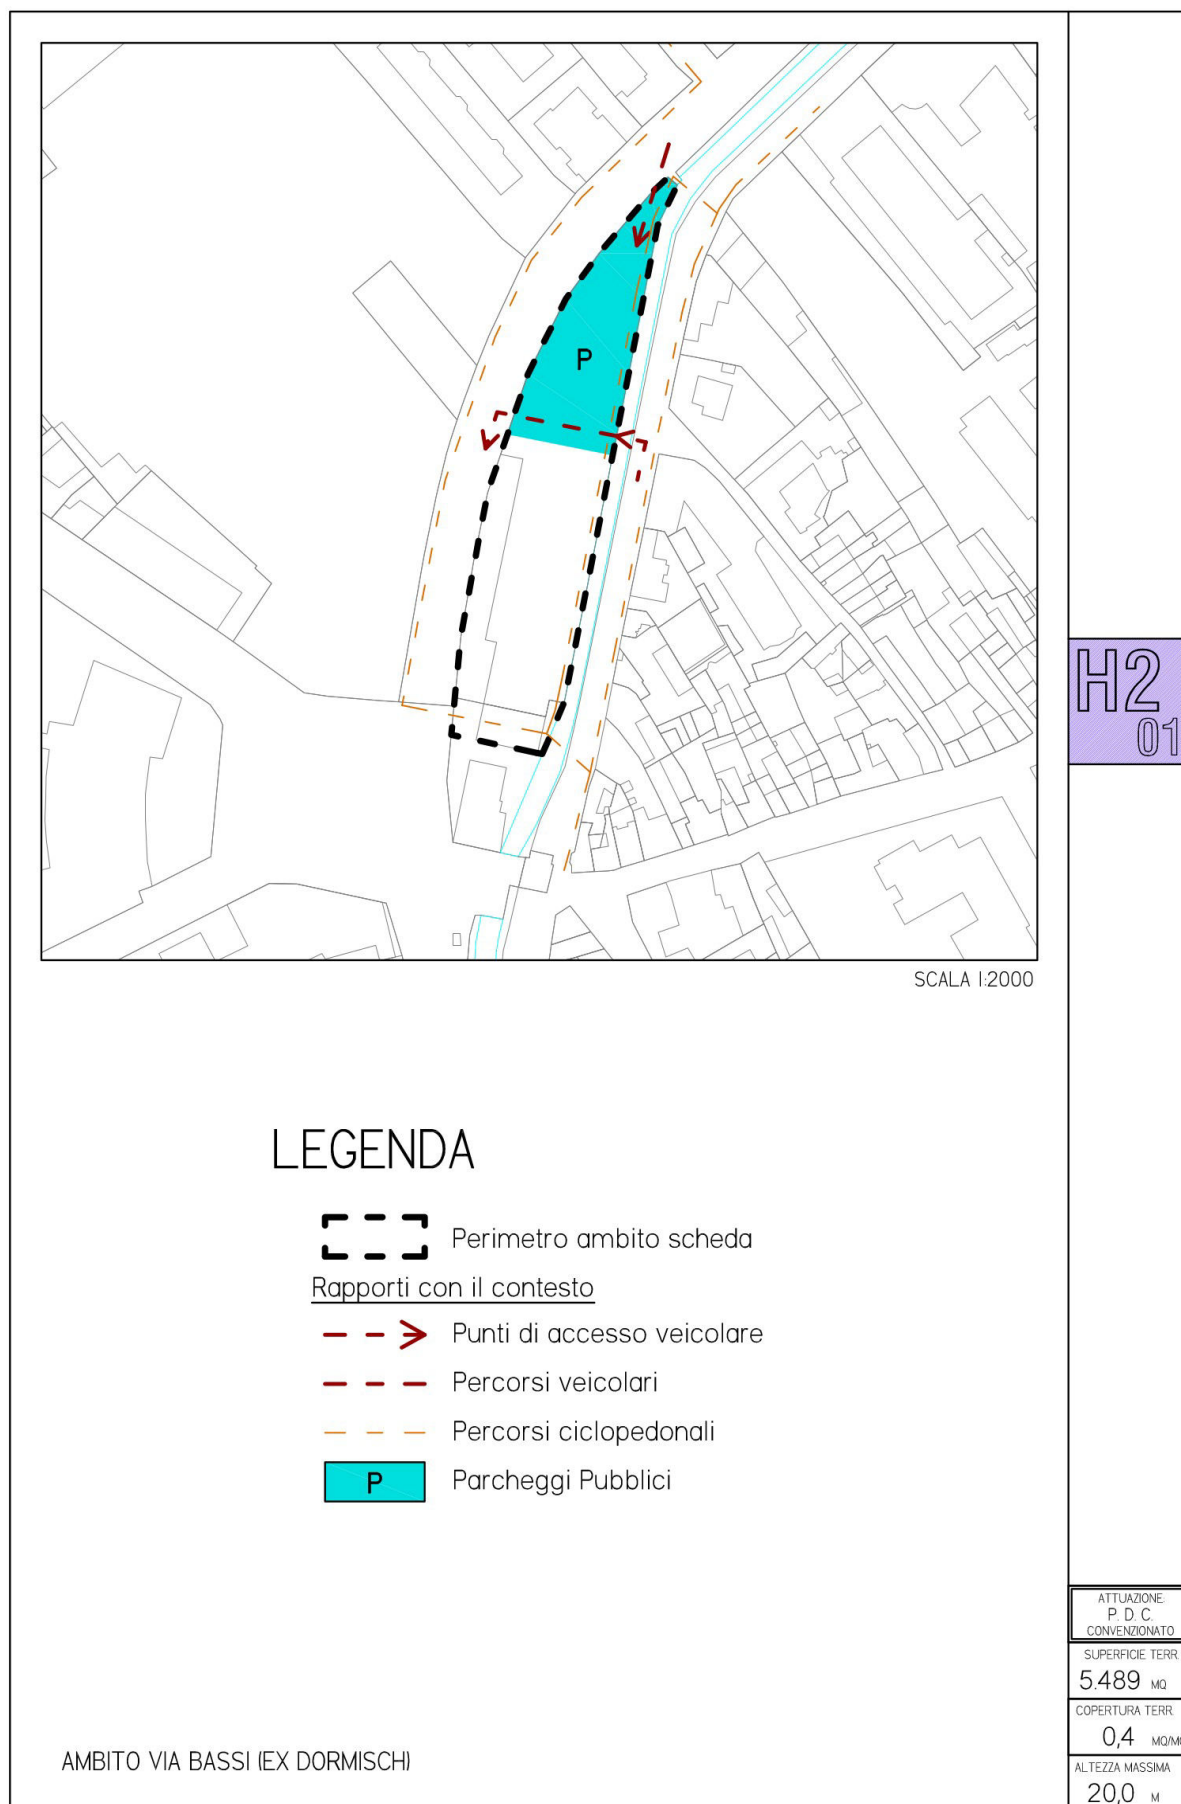 P
SCALA 1:2000
H2
01
LEGENDA
Perimetro ambito scheda
Rapporti con il contesto
Punti di accesso veicolare
Percorsi veicolari
Percorsi ciclopedonali
P
Parcheggi Pubblici
ATTUAZIONE:
P. D. C.
CONVENZIONATO
SUPERFICIE TERR.
5.489 MQ
COPERTURA TERR.
0,4 MQ/MQ
ALTEZZA MASSIMA
20,0 M
AMBITO VIA BASSI (EX DORMISCH)